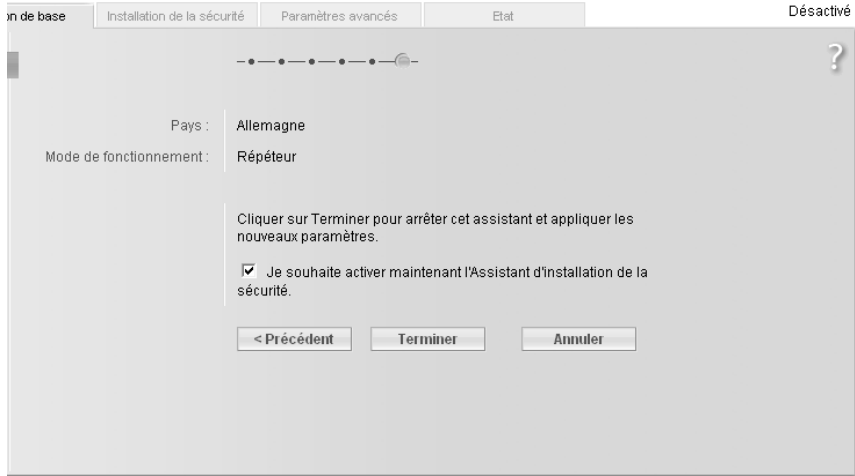 on de base
Installation de la sécurité
Paramètres avancés
Etat
Désactivé
?
Pays :
Allemagne
Mode de fonctionnement :
Répéteur
Cliquer sur Terminer pour arrêter cet assistant et appliquer les
nouveaux paramètres.
Je souhaite activer maintenant l'Assistant d'installation de la
sécurité.
< Précédent
Terminer
Annuler